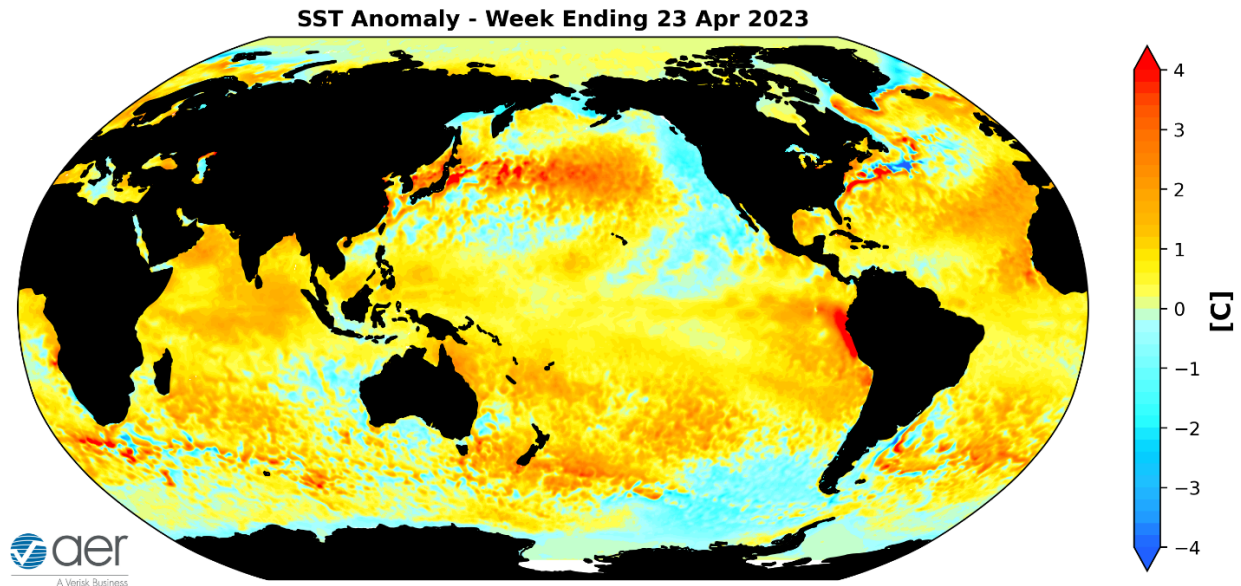 SST Anomaly - Week Ending 23 Apr 2023
4
3
2
1
0
−1
−2
−3
−4
[C]
aer
A Verisk Business